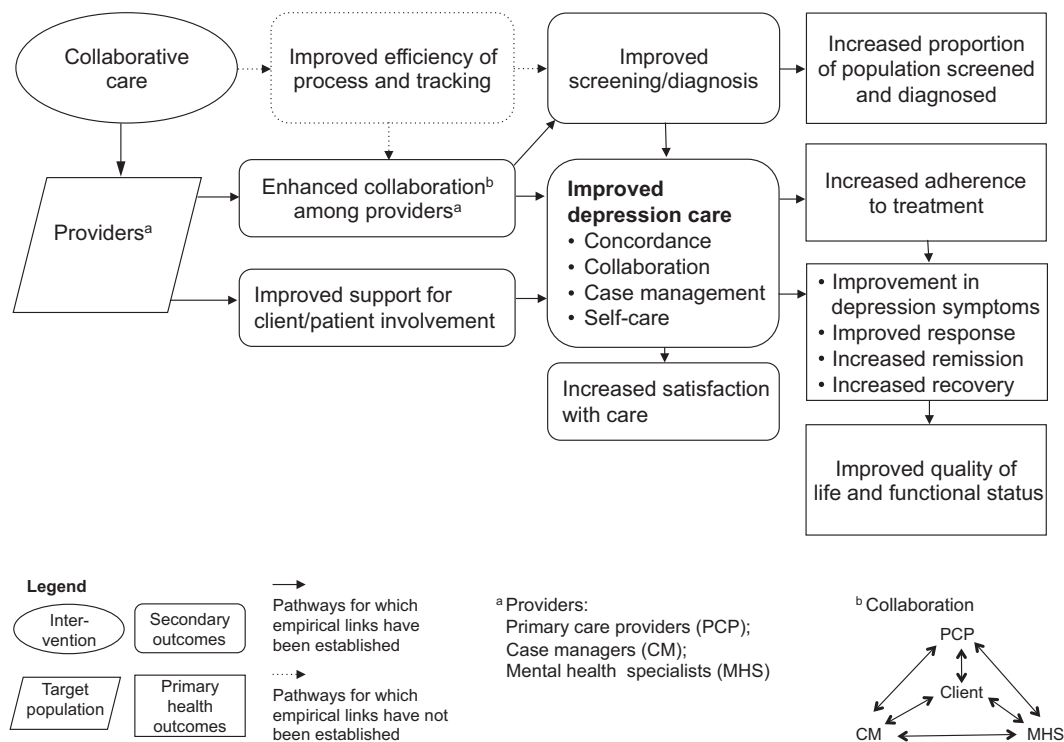 Collaborative
care
Improved efficiency of
process and tracking
Improved
screening/diagnosis
Increased proportion
of population screened
and diagnosed
Providersᵃ
Enhanced collaborationᵇ
among providersᵃ
Improved support for
client/patient involvement
Improved
depression care
• Concordance
• Collaboration
• Case management
• Self-care
Increased satisfaction
with care
Increased adherence
to treatment
• Improvement in
depression symptoms
• Improved response
• Increased remission
• Increased recovery
Improved quality of
life and functional status
Legend
Inter-
vention
Secondary
outcomes
Target
population
Primary
health
outcomes
Pathways for which
empirical links have
been established
Pathways for which
empirical links have not
been established
ᵃ Providers:
Primary care providers (PCP);
Case managers (CM);
Mental health specialists (MHS)
ᵇ Collaboration
PCP
Client
CM
MHS